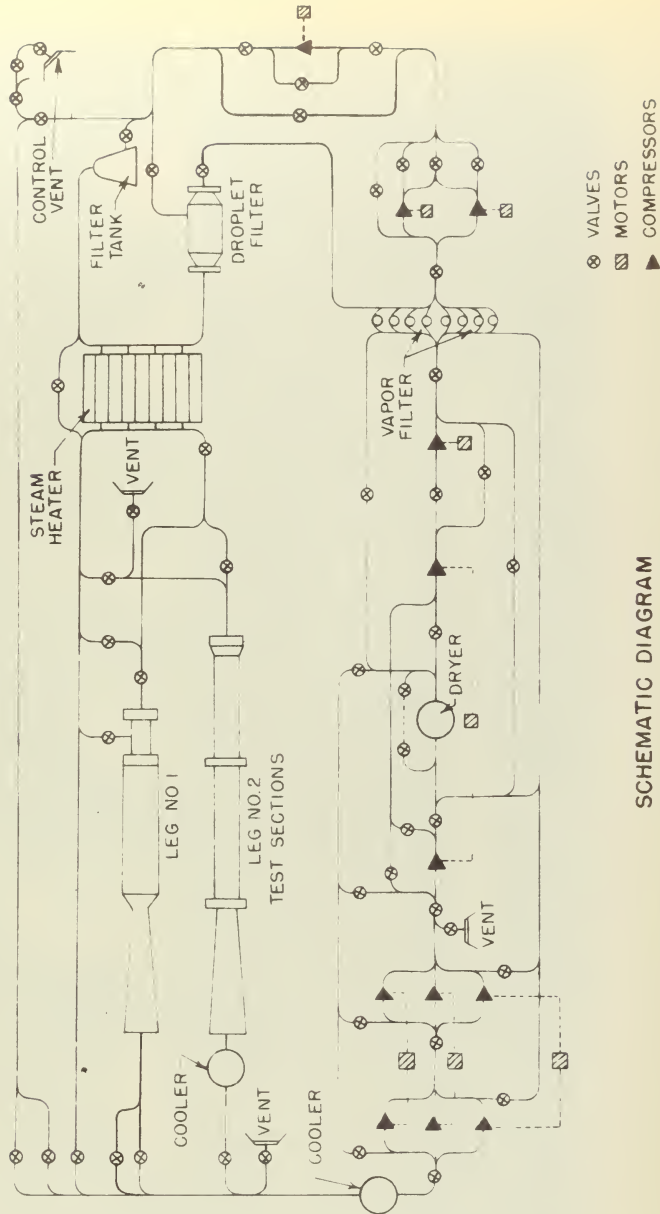 CONTROL
VENT
FILTER
TANK
DROPLET
FILTER
STEAM
HEATER
VENT
LEG NO 1
LEG NO. 2
TEST SECTIONS
COOLER
VENT
COOLER
VAPOR
FILTER
DRYER
VENT
VALVES
MOTORS
COMPRESSORS
SCHEMATIC DIAGRAM